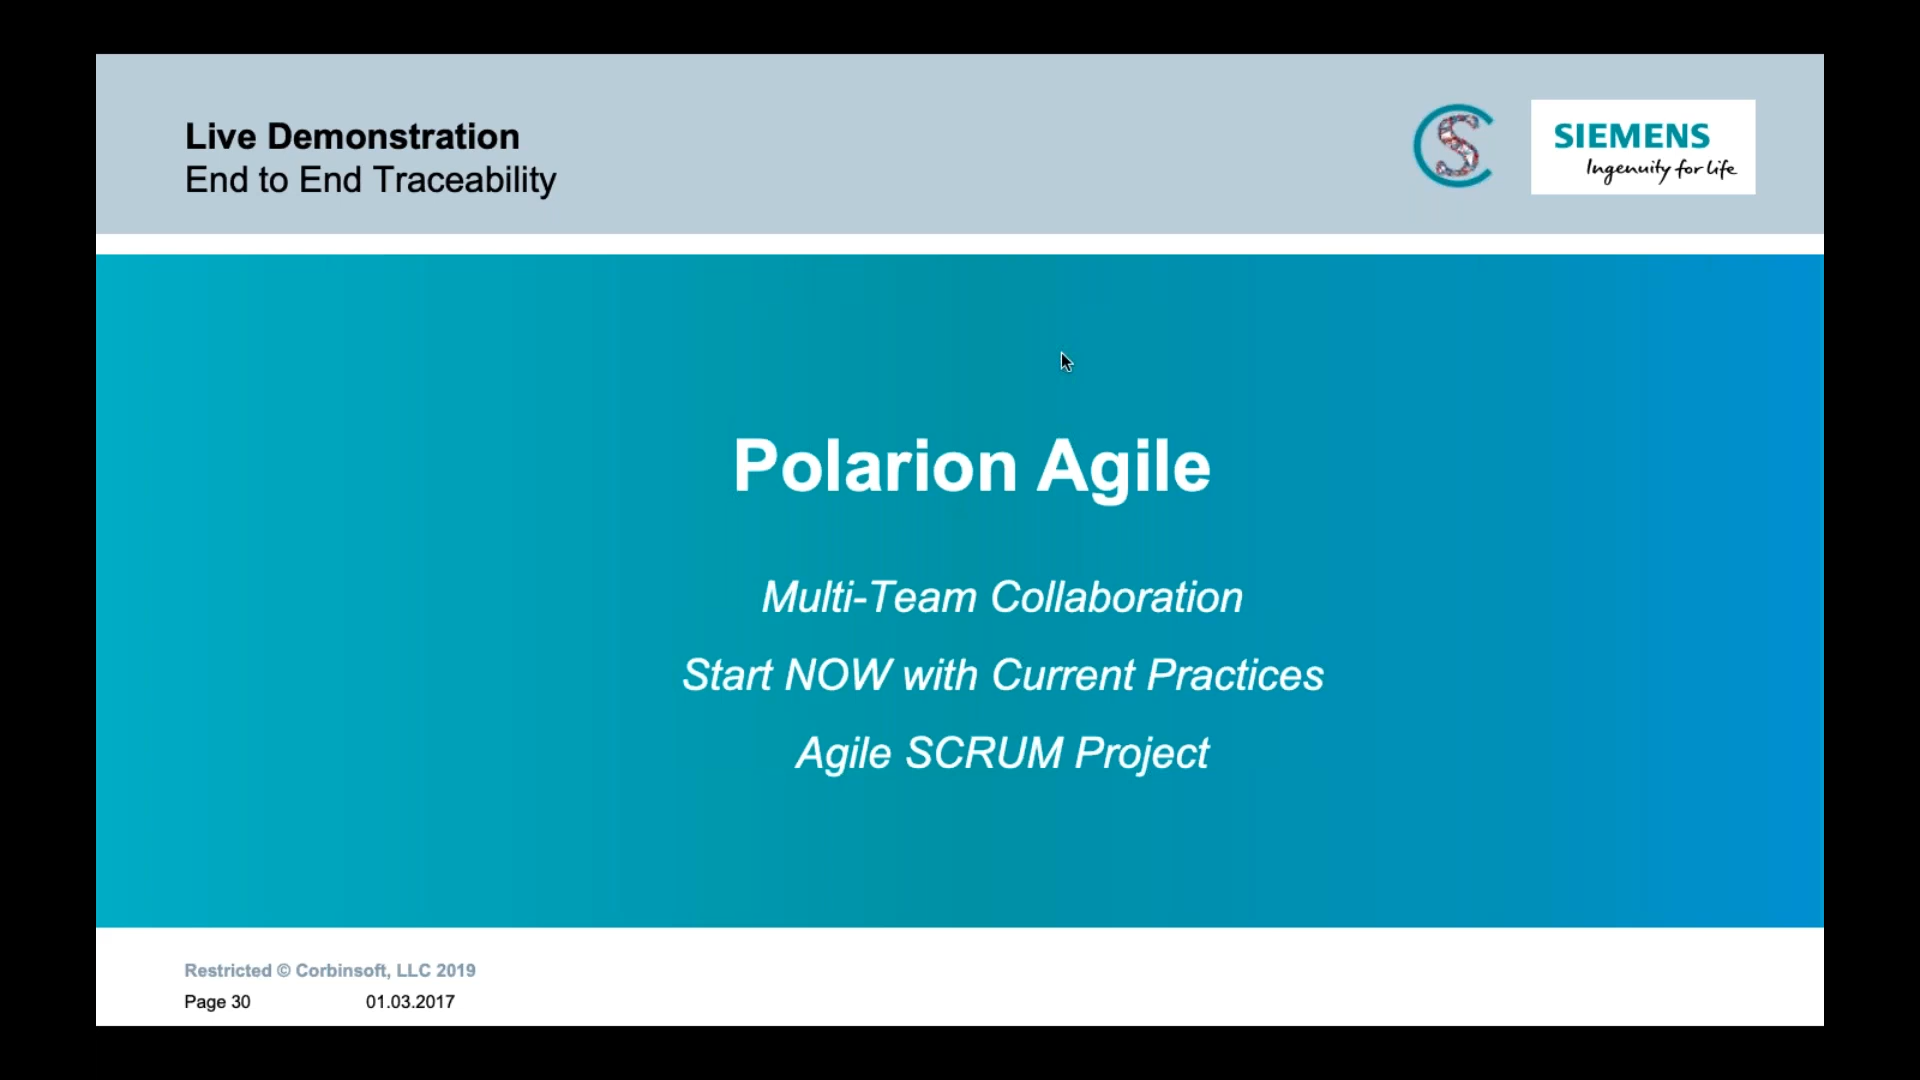 Live Demonstration
End to End Traceability
CS
SIEMENS
Ingenuity for life
Polarion Agile
Multi-Team Collaboration
Start NOW with Current Practices
Agile SCRUM Project
Restricted © Corbinsoft, LLC 2019
Page 30 01.03.2017